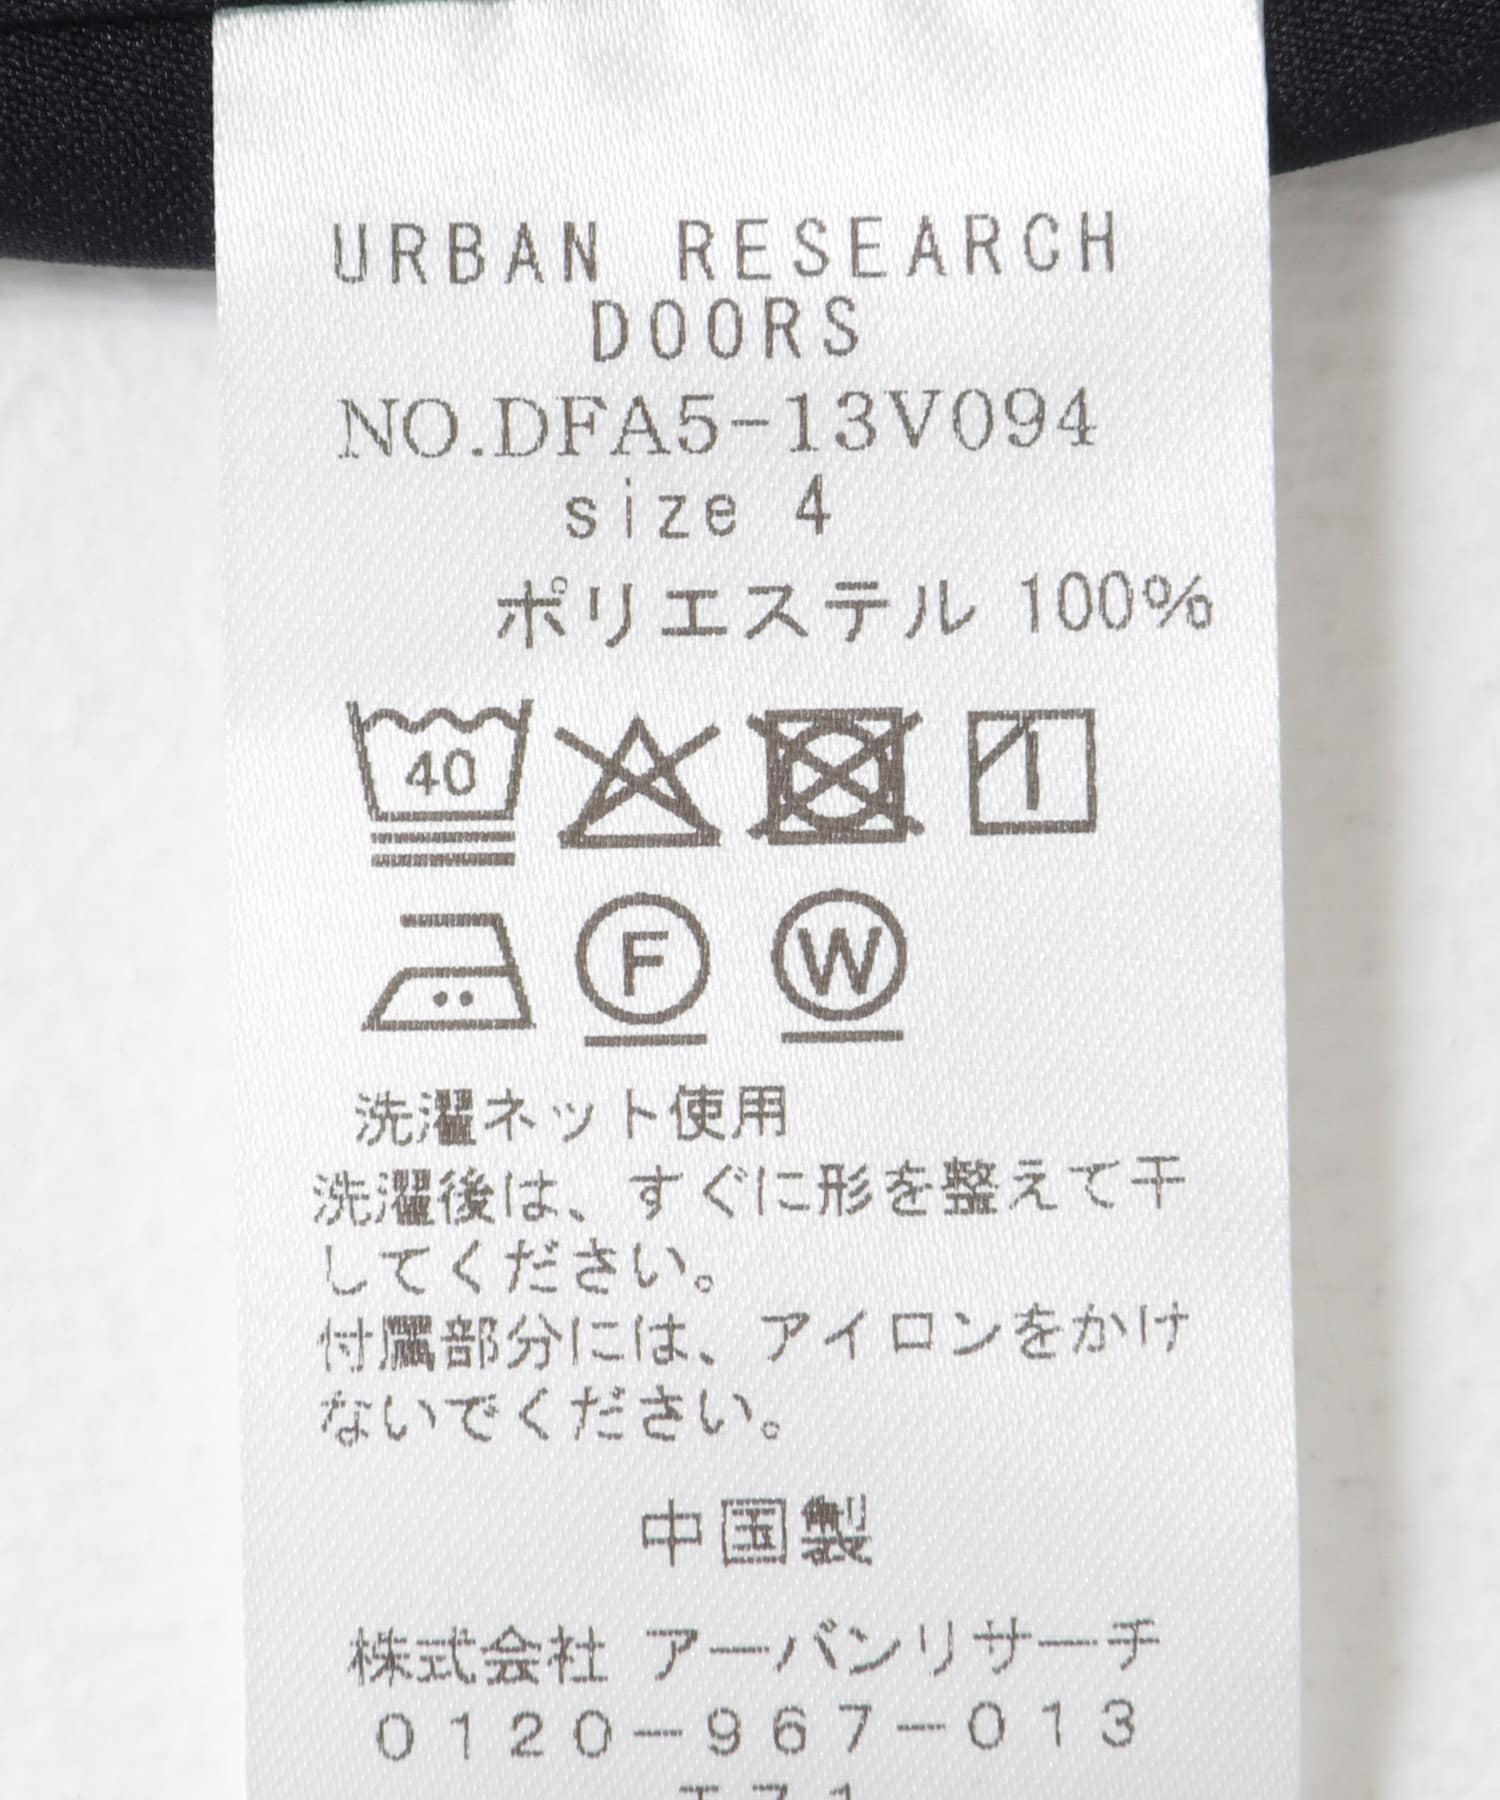 URBAN RESEARCH
DOORS
NO.DFA5-13V094
size 4
ポリエステル 100%
40
F W
洗濯ネット使用
洗濯後は、すぐに形を整えて干
してください。
付属部分には、アイロンをかけ
ないでください。
中国製
株式会社 アーバンリサーチ
0120-967-013